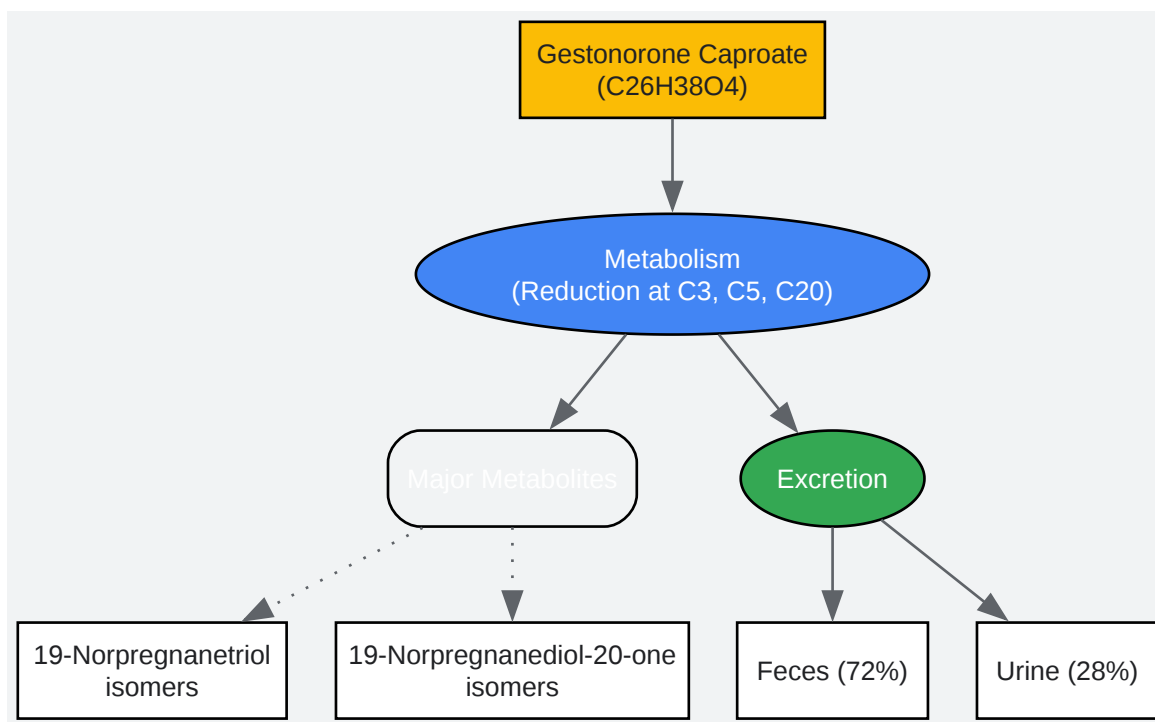 Gestonorone Caproate
(C26H38O4)
Metabolism
(Reduction at C3, C5, C20)
Major Metabolites
Excretion
19-Norpregnanetriol
isomers
19-Norpregnanediol-20-one
isomers
Feces (72%)
Urine (28%)